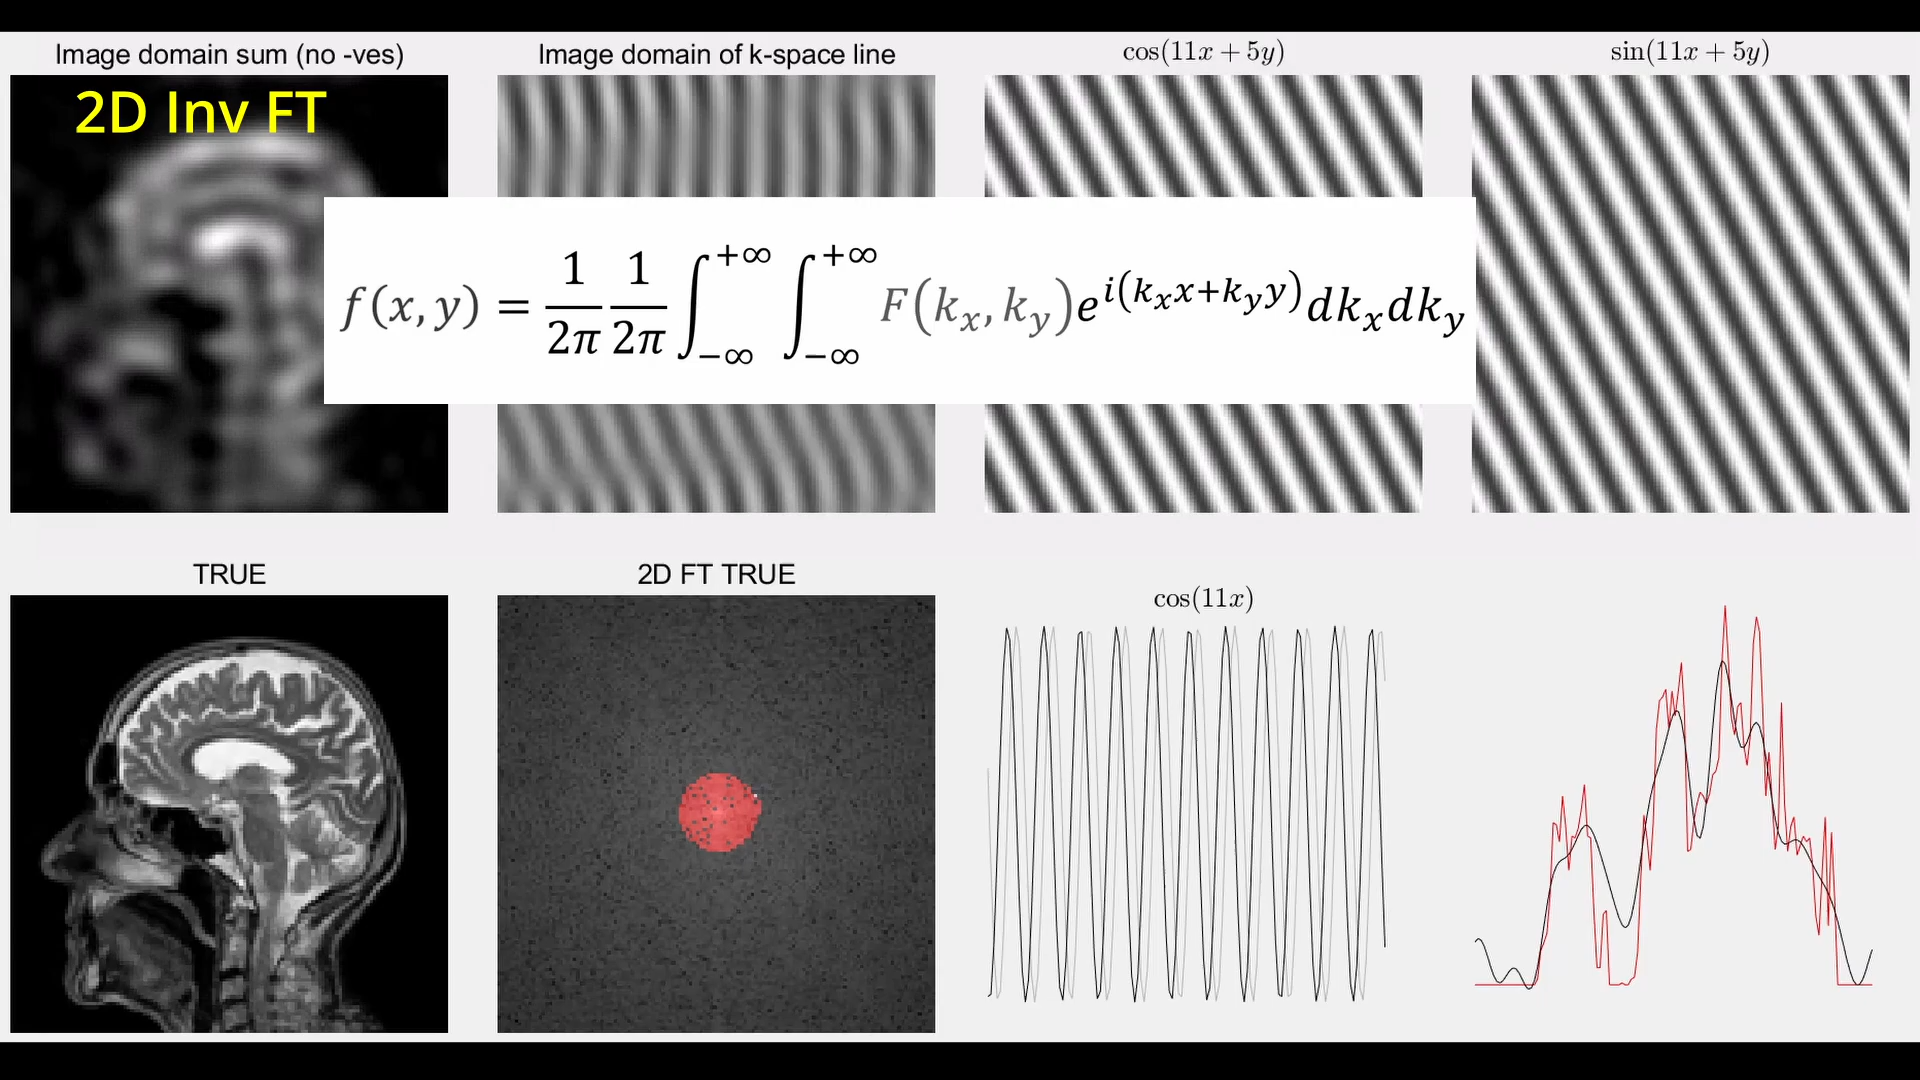 Image domain sum (no -ves)
Image domain of k-space line
cos(11x + 5y)
sin(11x + 5y)
2D Inv FT
f(x, y) = 1/2π 1/2π ∫_{-∞}^{+∞} ∫_{-∞}^{+∞} F(k_x, k_y)e^{i(k_x x+k_y y)}dk_x dk_y
TRUE
2D FT TRUE
cos(11x)